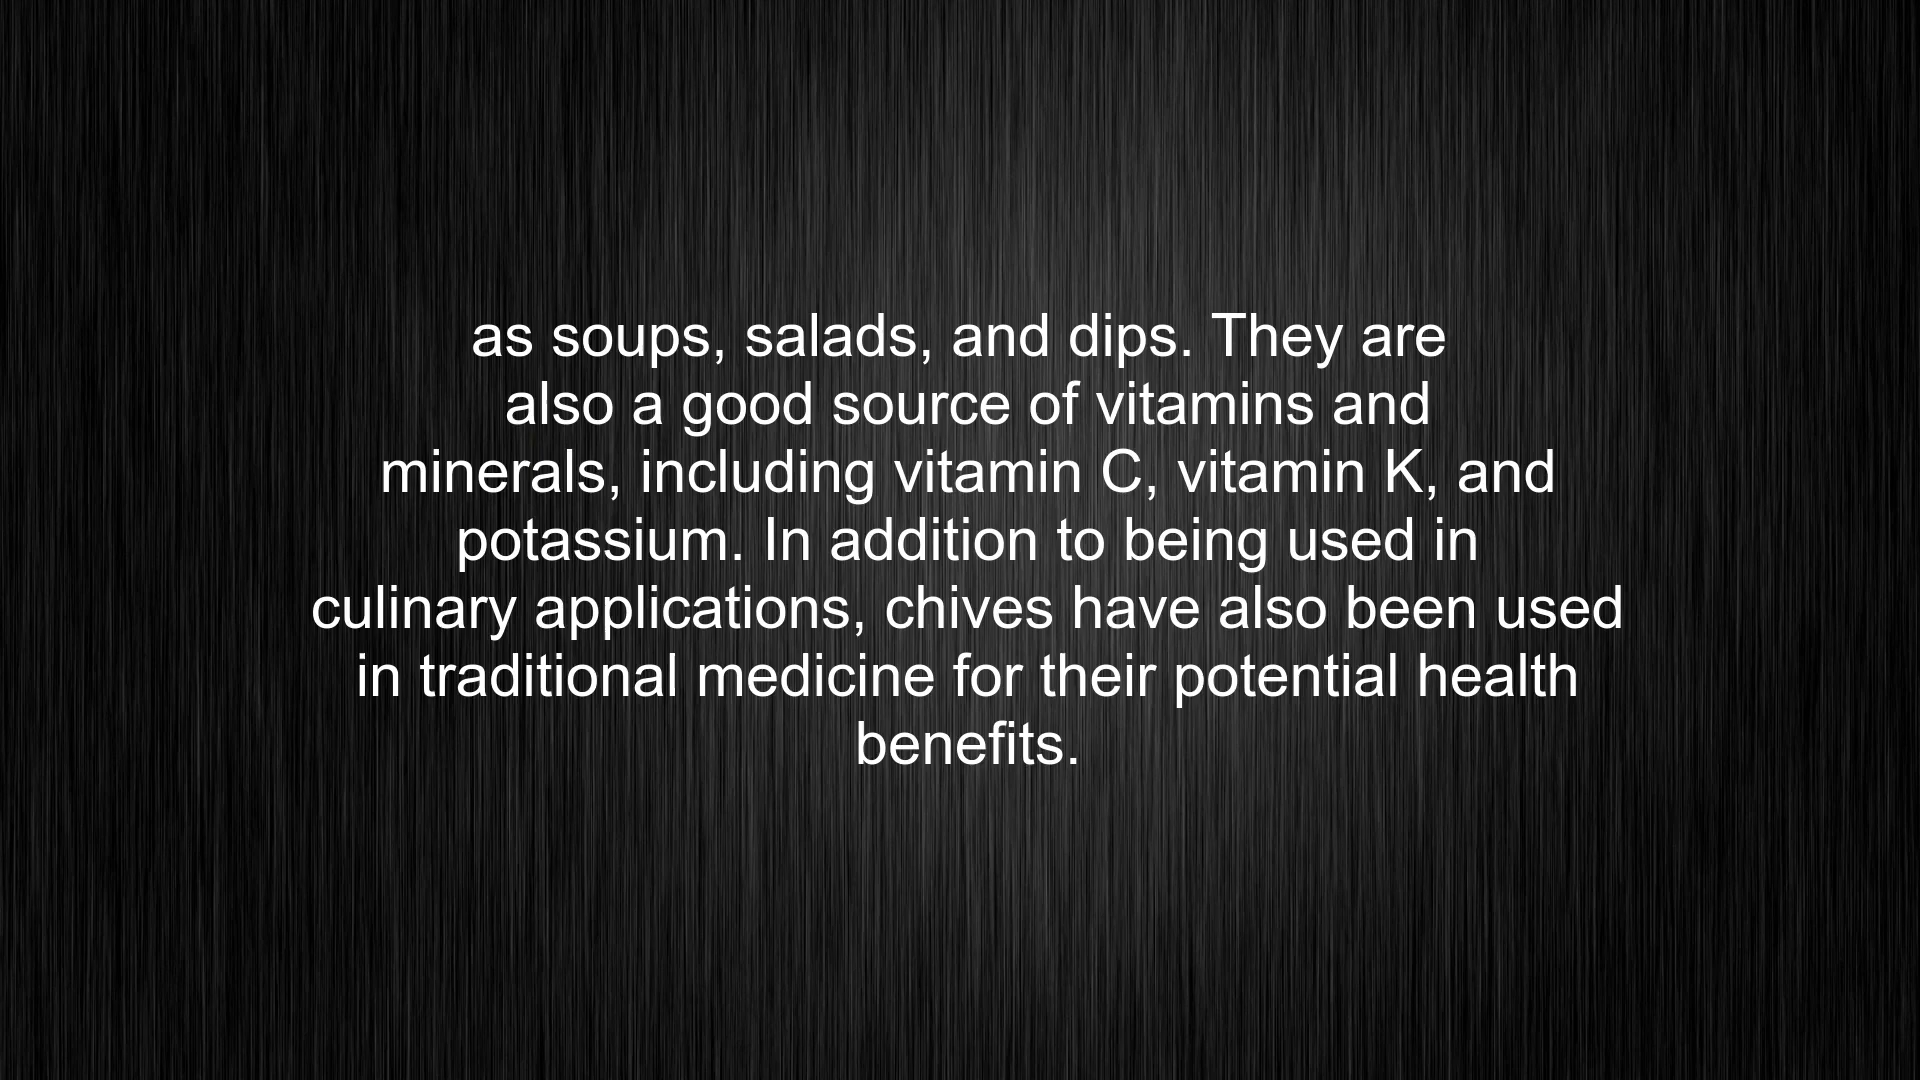 as soups, salads, and dips. They are
also a good source of vitamins and
minerals, including vitamin C, vitamin K, and
potassium. In addition to being used in
culinary applications, chives have also been used
in traditional medicine for their potential health
benefits.